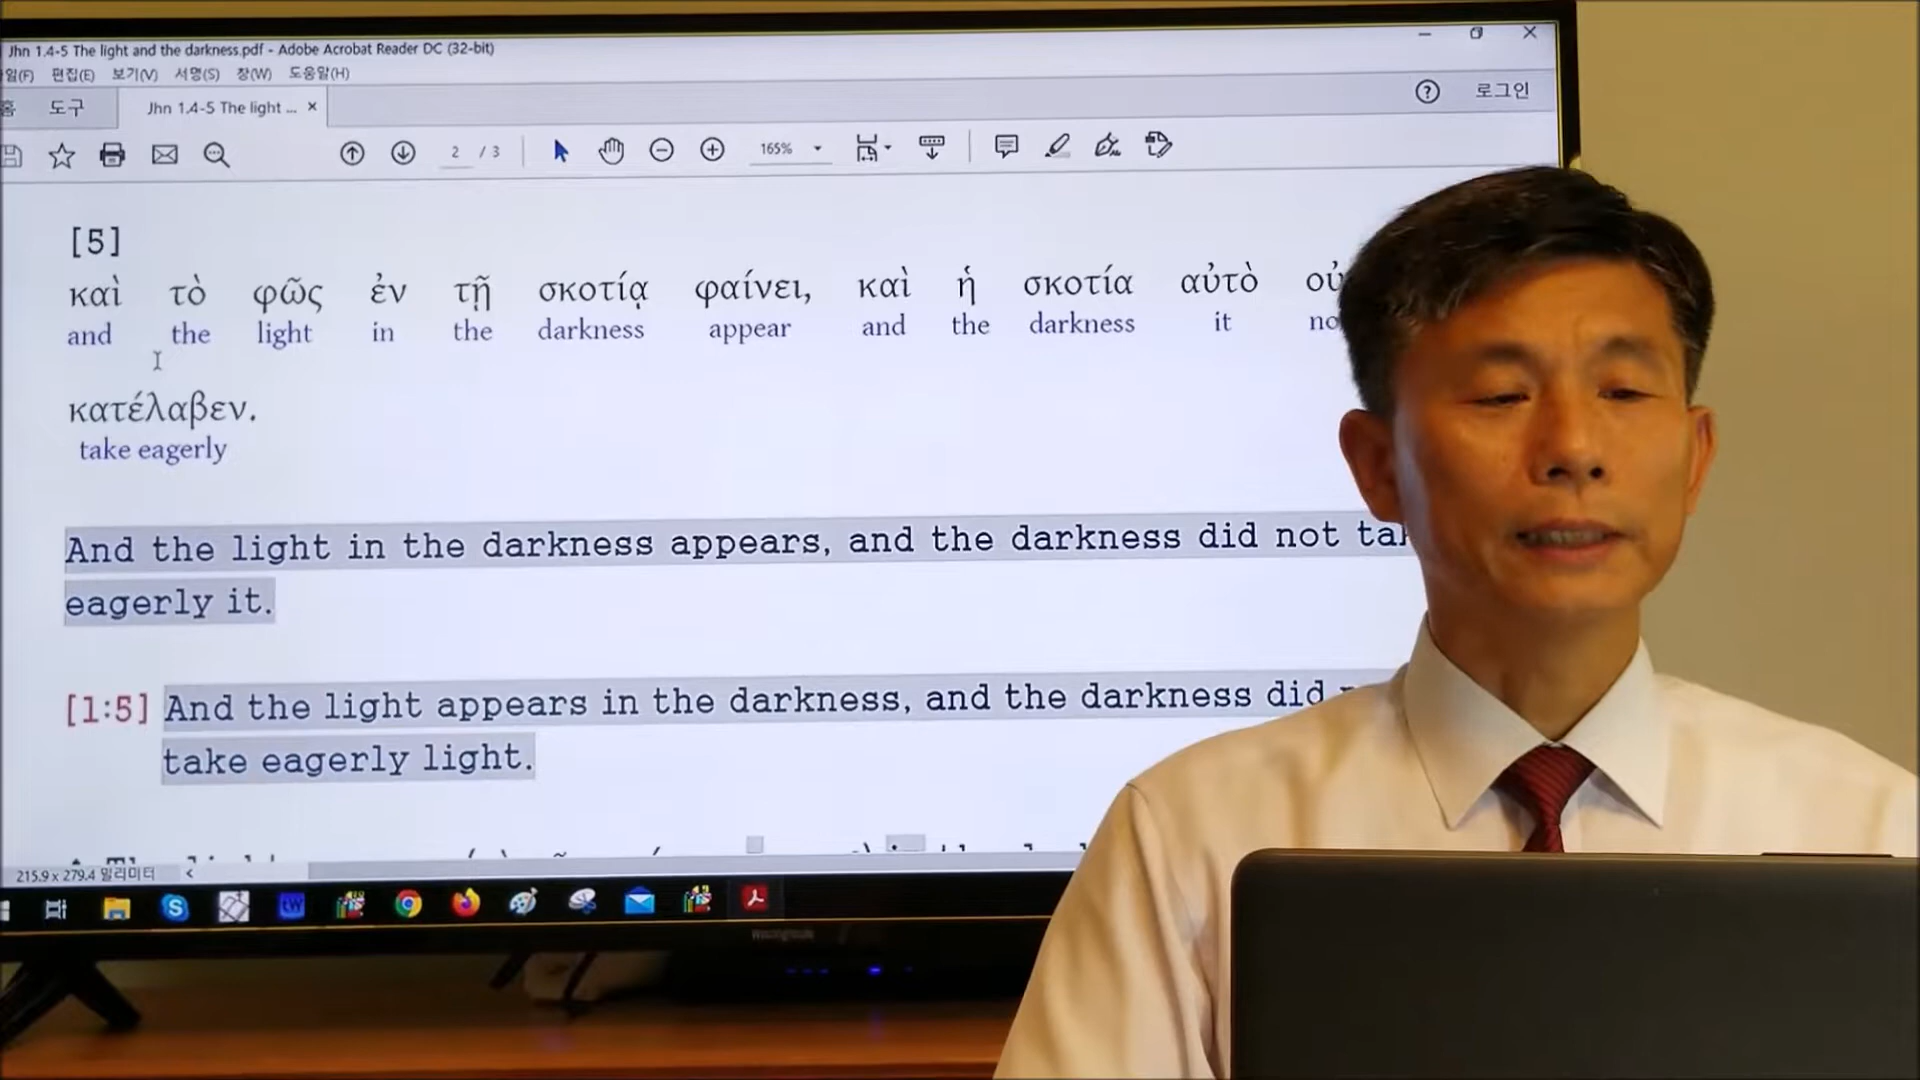 Jhn 1.4-5 The light and the darkness.pdf - Adobe Acrobat Reader DC (32-bit)
편집(E) 보기(V) 서명(S) 창(W) 도움말(H)
도구 Jhn 1.4-5 The light ... 로그인
2 / 3 165%
[5]
καὶ τὸ φῶς ἐν τῇ σκοτίᾳ φαίνει, καὶ ἡ σκοτία αὐτὸ
and the light in the darkness appear and the darkness it
κατέλαβεν.
take eagerly
And the light in the darkness appears, and the darkness did not
eagerly it.
[1:5] And the light appears in the darkness, and the darkness did
take eagerly light.
215.9 x 279.4 밀리미터